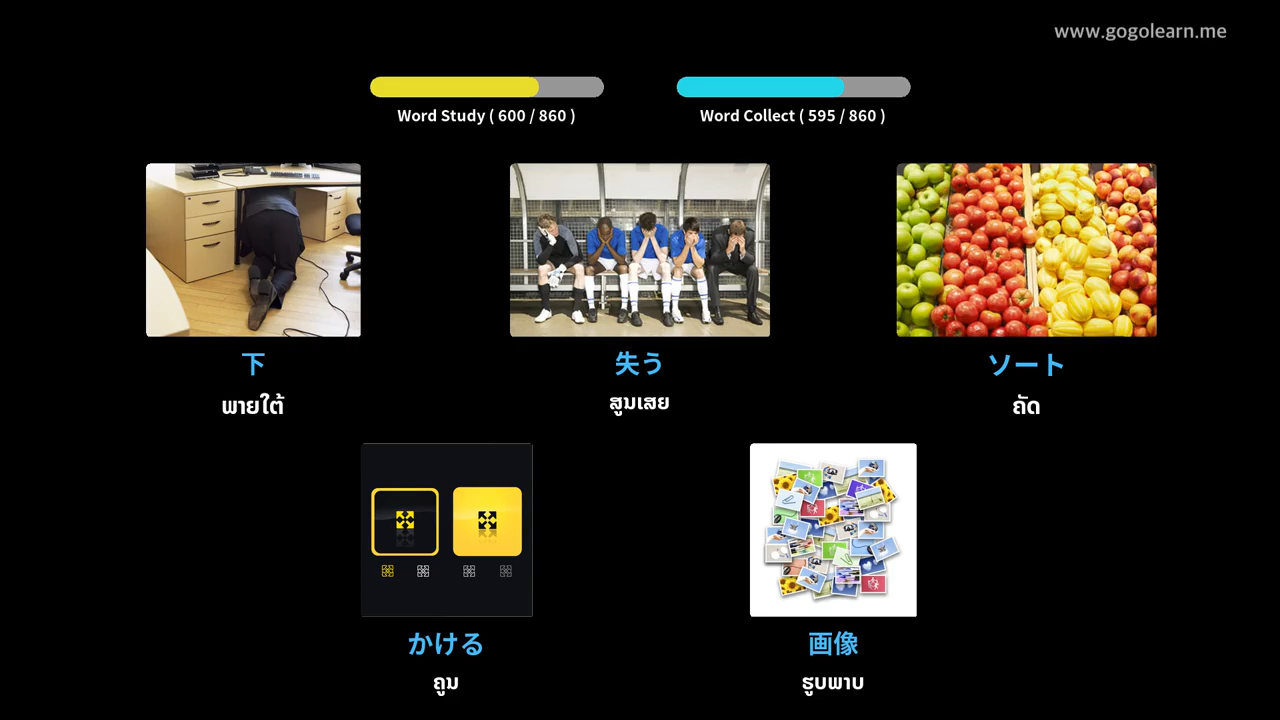 www.gogolearn.me
Word Study ( 600 / 860 )
Word Collect ( 595 / 860 )
下
ພາຍໃຕ້
失う
ສູນເສຍ
ソート
ຄັດ
かける
ຄູນ
画像
ຮູບພາບ